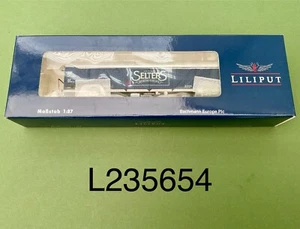 SELTERS
LILIPUT
Maßstab 1:87
Bachmann Europe Plc
L235654